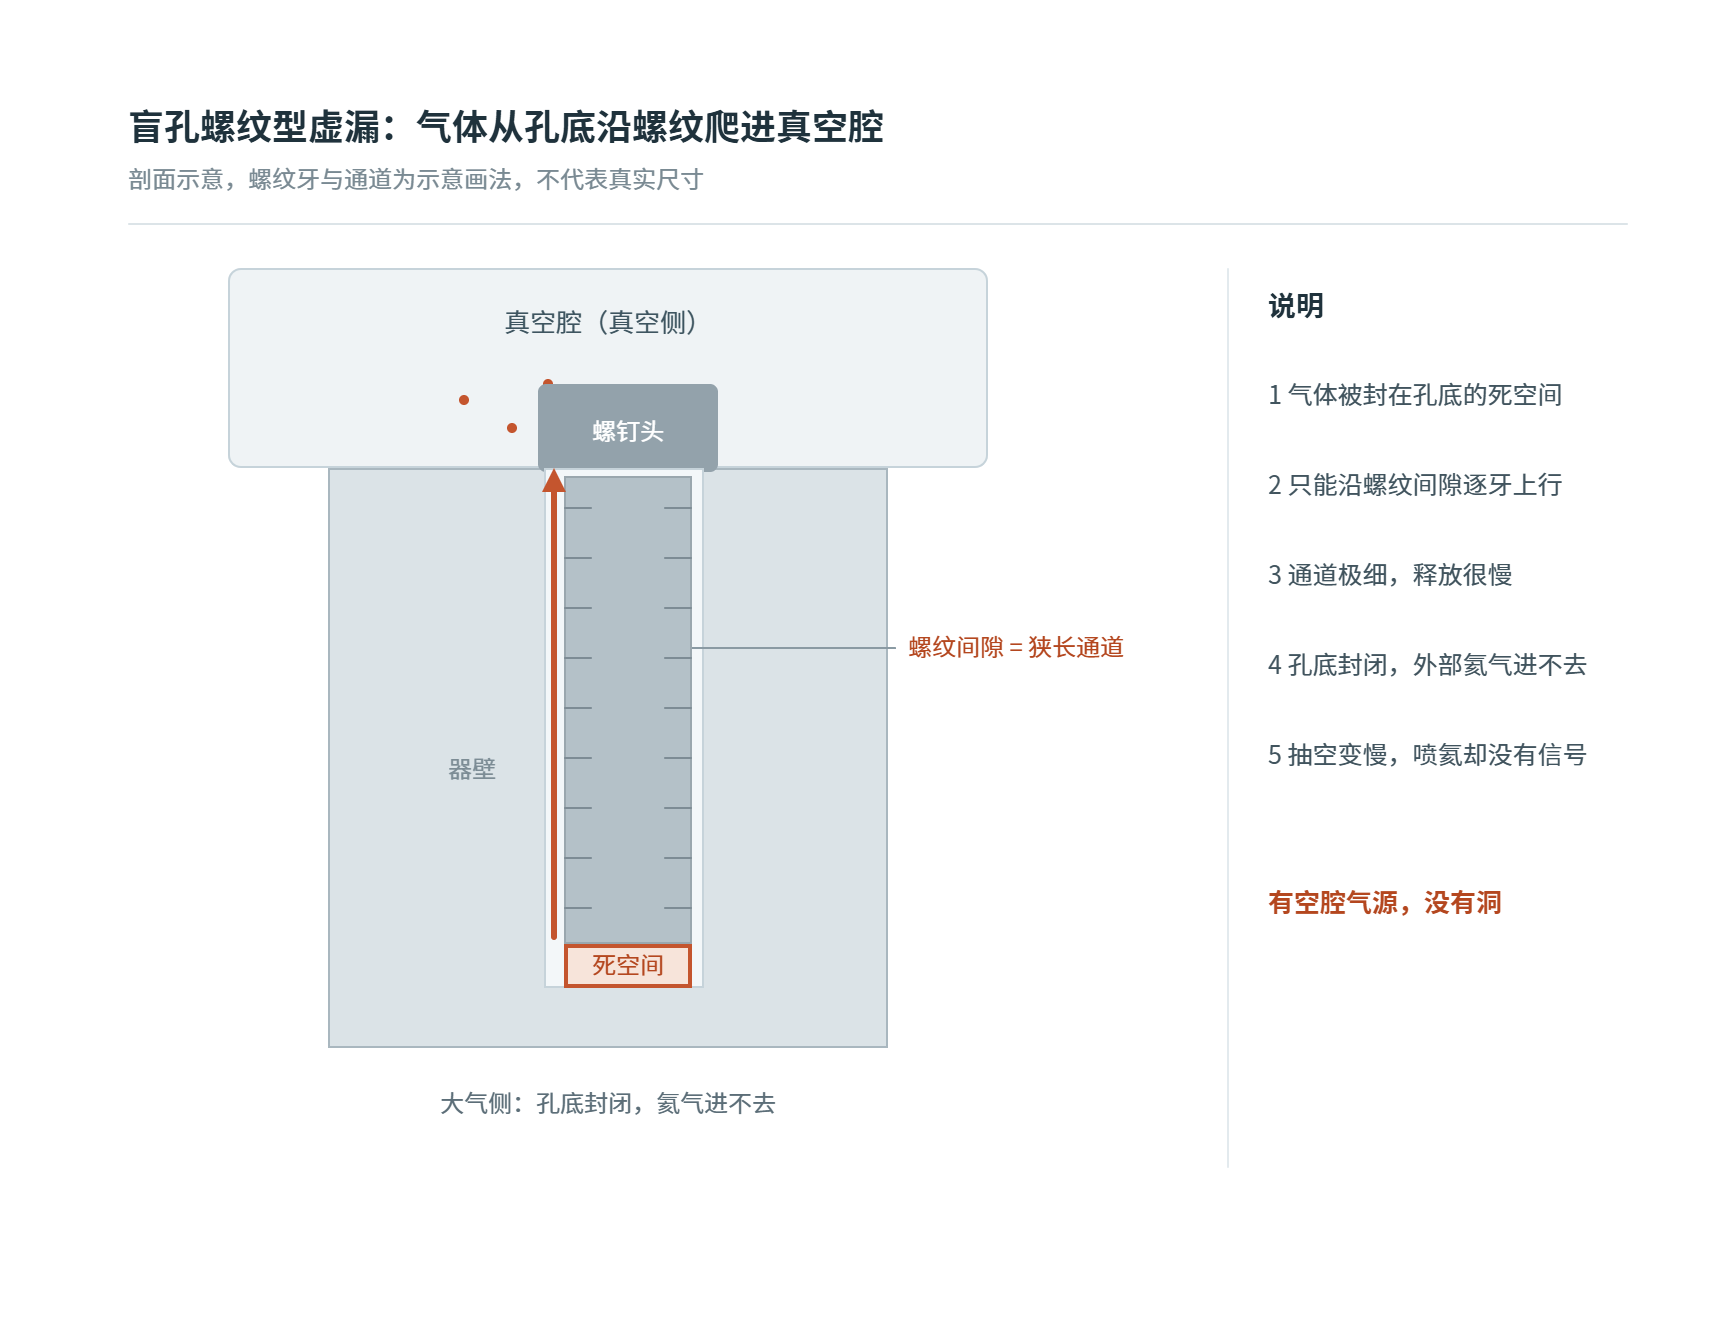 盲孔螺纹型虚漏：气体从孔底沿螺纹爬进真空腔
剖面示意，螺纹牙与通道为示意画法，不代表真实尺寸
真空腔（真空侧）
螺钉头
螺纹间隙 = 狭长通道
器壁
死空间
大气侧：孔底封闭，氦气进不去
说明
1 气体被封在孔底的死空间
2 只能沿螺纹间隙逐牙上行
3 通道极细，释放很慢
4 孔底封闭，外部氦气进不去
5 抽空变慢，喷氦却没有信号
有空腔气源，没有洞